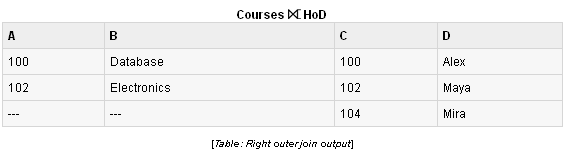 Courses ⟖ HoD
A B C D
100 Database 100 Alex
102 Electronics 102 Maya
--- --- 104 Mira
[Table: Right outer join output]